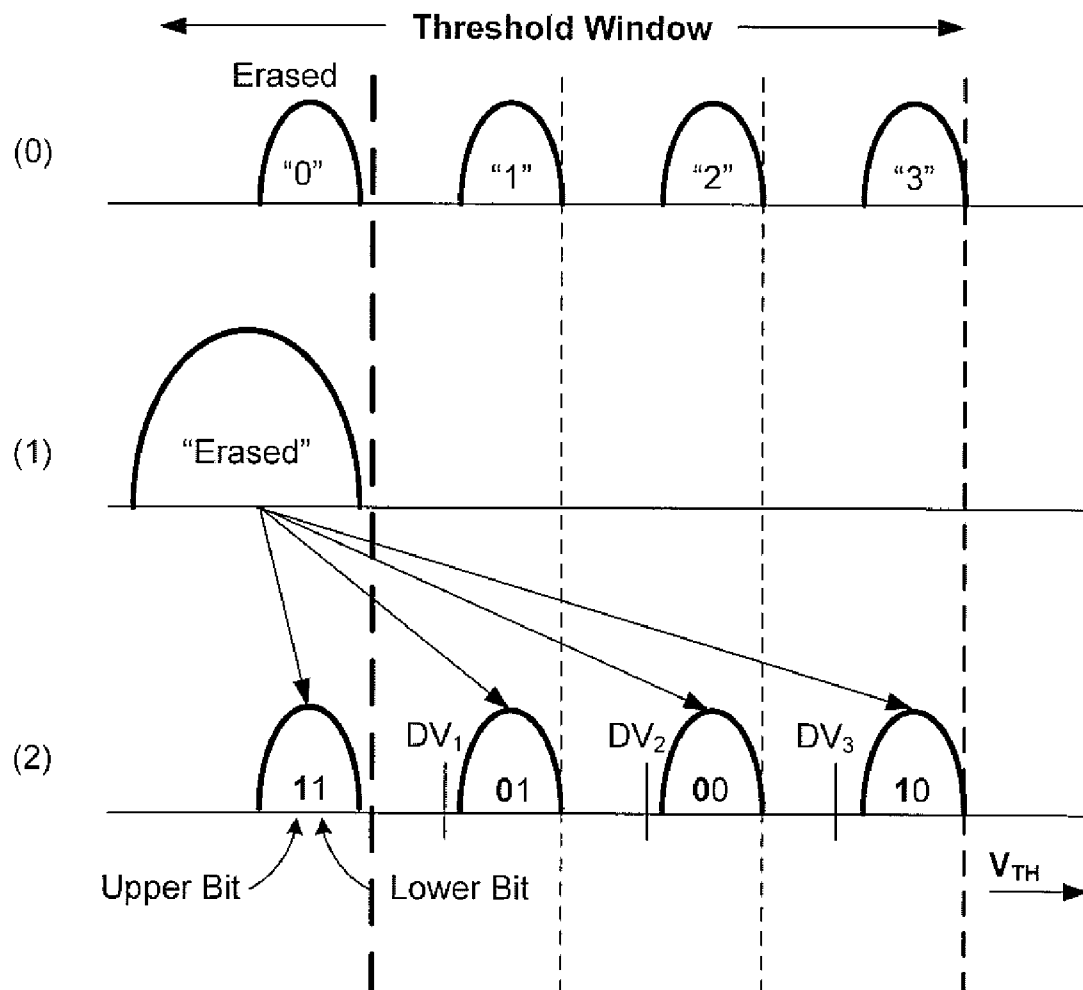 Threshold Window
Erased
(0)
“0” “1” “2” “3”
(1)
“Erased”
(2)
DV₁ DV₂ DV₃
11 01 00 10
Upper Bit Lower Bit
V_TH